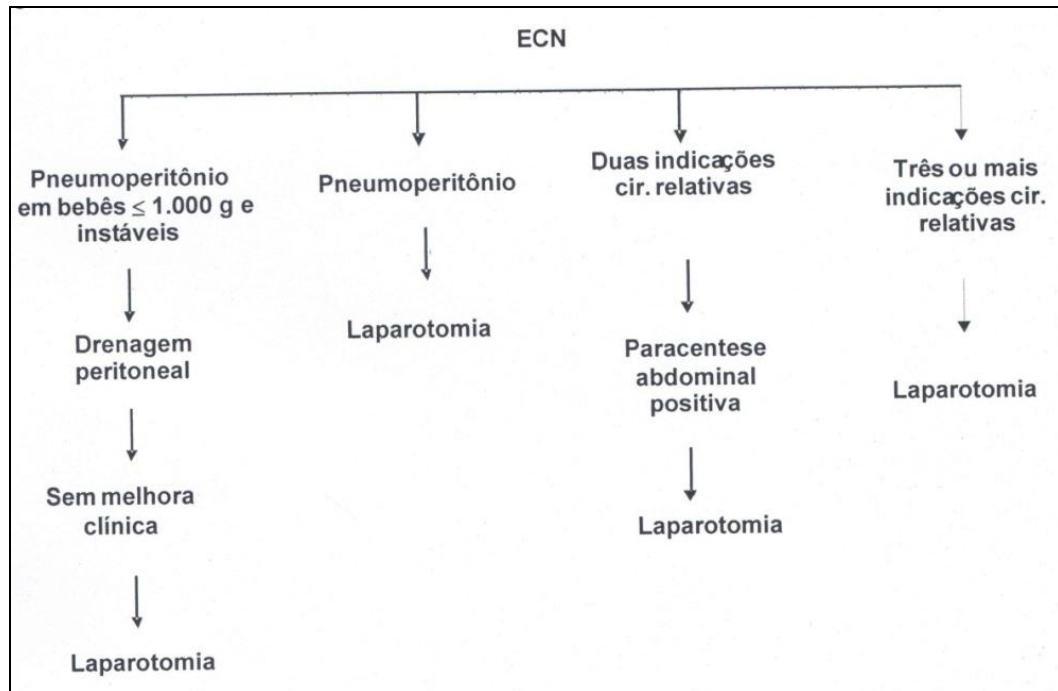 ECN
Pneumoperitônio
em bebês ≤ 1.000 g e
instáveis
Drenagem
peritoneal
Sem melhora
clínica
Laparotomia
Pneumoperitônio
Laparotomia
Duas indicações
cir. relativas
Paracentese
abdominal
positiva
Laparotomia
Três ou mais
indicações cir.
relativas
Laparotomia